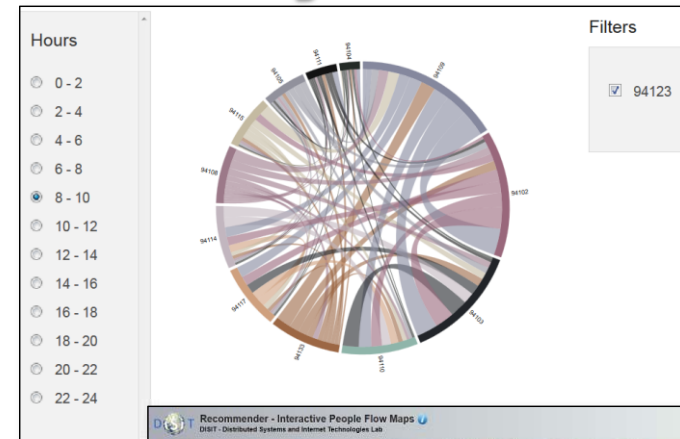 Hours
0 - 2
2 - 4
4 - 6
6 - 8
8 - 10
10 - 12
12 - 14
14 - 16
16 - 18
18 - 20
20 - 22
22 - 24
94104
94109
94102
94103
94110
94133
94117
94114
94108
94115
94105
94111
Filters
94123
DISIT
Recommender - Interactive People Flow Maps
DISIT - Distributed Systems and Internet Technologies Lab